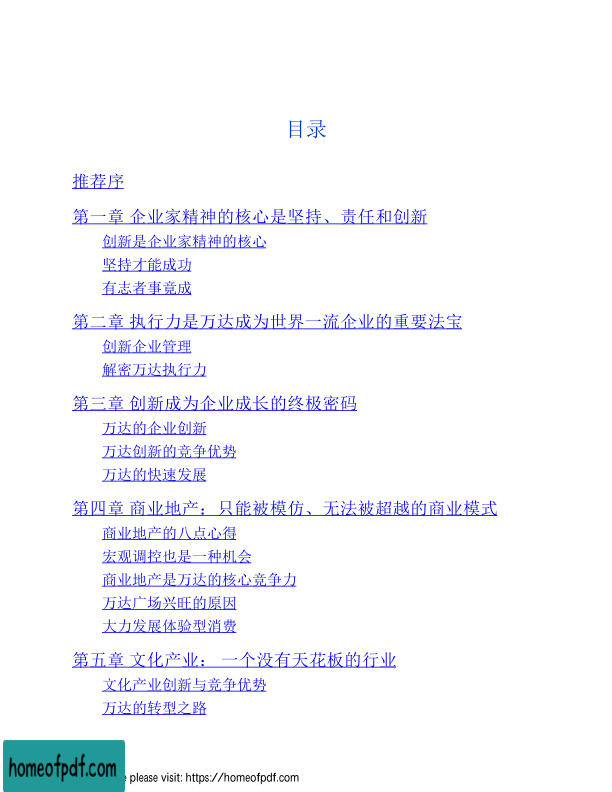 目录
推荐序
第一章 企业家精神的核心是坚持、责任和创新
创新是企业家精神的核心
坚持才能成功
有志者事竟成
第二章 执行力是万达成为世界一流企业的重要法宝
创新企业管理
解密万达执行力
第三章 创新成为企业成长的终极密码
万达的企业创新
万达创新的竞争优势
万达的快速发展
第四章 商业地产：只能被模仿、无法被超越的商业模式
商业地产的八点心得
宏观调控也是一种机会
商业地产是万达的核心竞争力
万达广场兴旺的原因
大力发展体验型消费
第五章 文化产业： 一个没有天花板的行业
文化产业创新与竞争优势
万达的转型之路
homeofpdf.com
please visit: https://homeofpdf.com